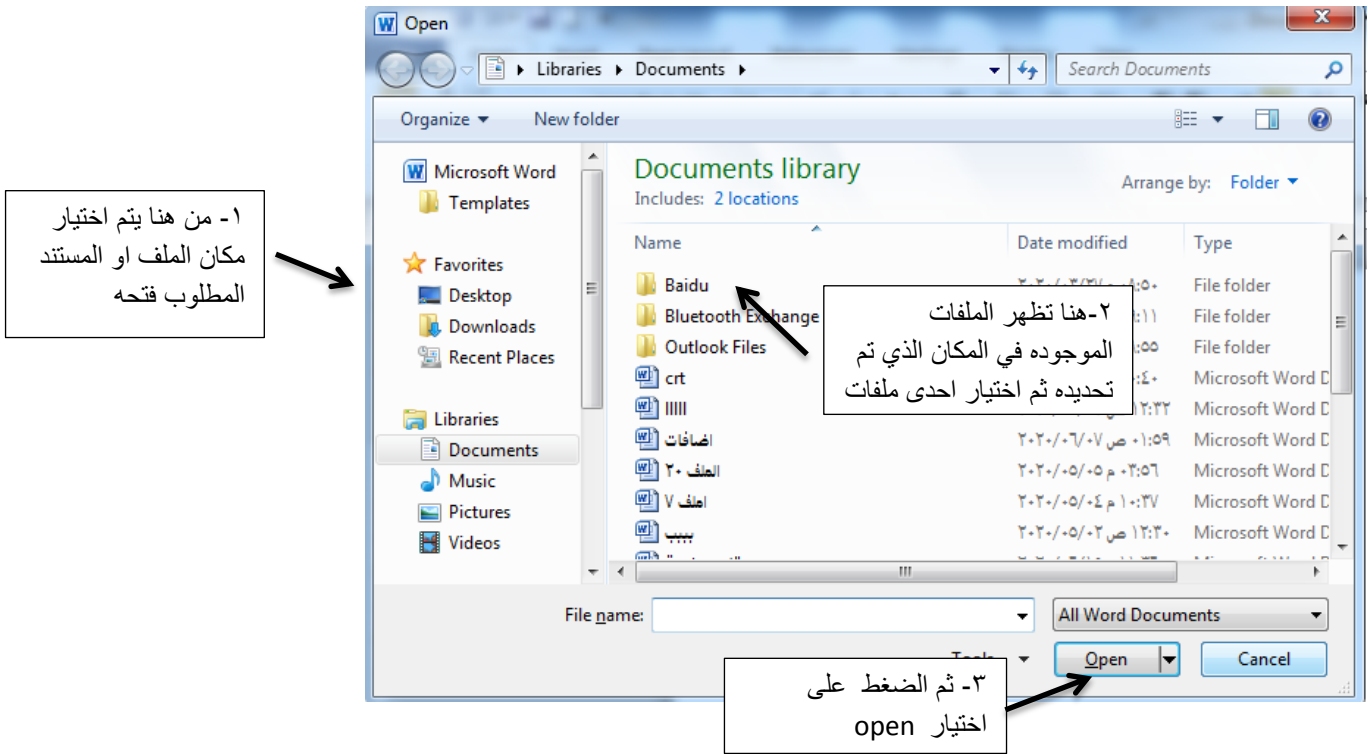 Open
Libraries Documents
Search Documents
Organize New folder
Microsoft Word
Templates
Favorites
Desktop
Downloads
Recent Places
Libraries
Documents
Music
Pictures
Videos
Documents library
Includes: 2 locations
Arrange by: Folder
Name Date modified Type
Baidu File folder
Bluetooth Exchange File folder
Outlook Files File folder
crt Microsoft Word D
lllll Microsoft Word D
اضافات ٠١:٥٩ ص ٢٠٢٠/٠٦/٠٧ Microsoft Word D
الملف ٢٠ ٠٣:٥٦ م ٢٠٢٠/٠٥/٠٥ Microsoft Word D
املف ٧ ١٠:٣٧ م ٢٠٢٠/٠٥/٠٤ Microsoft Word D
بيبب ١٢:٣٠ ص ٢٠٢٠/٠٥/٠٢ Microsoft Word D
File name:
All Word Documents
Open
Cancel
١- من هنا يتم اختيار
مكان الملف او المستند
المطلوب فتحه
٢-هنا تظهر الملفات
الموجوده في المكان الذي تم
تحديده ثم اختيار احدى ملفات
٣- ثم الضغط على
اختيار open